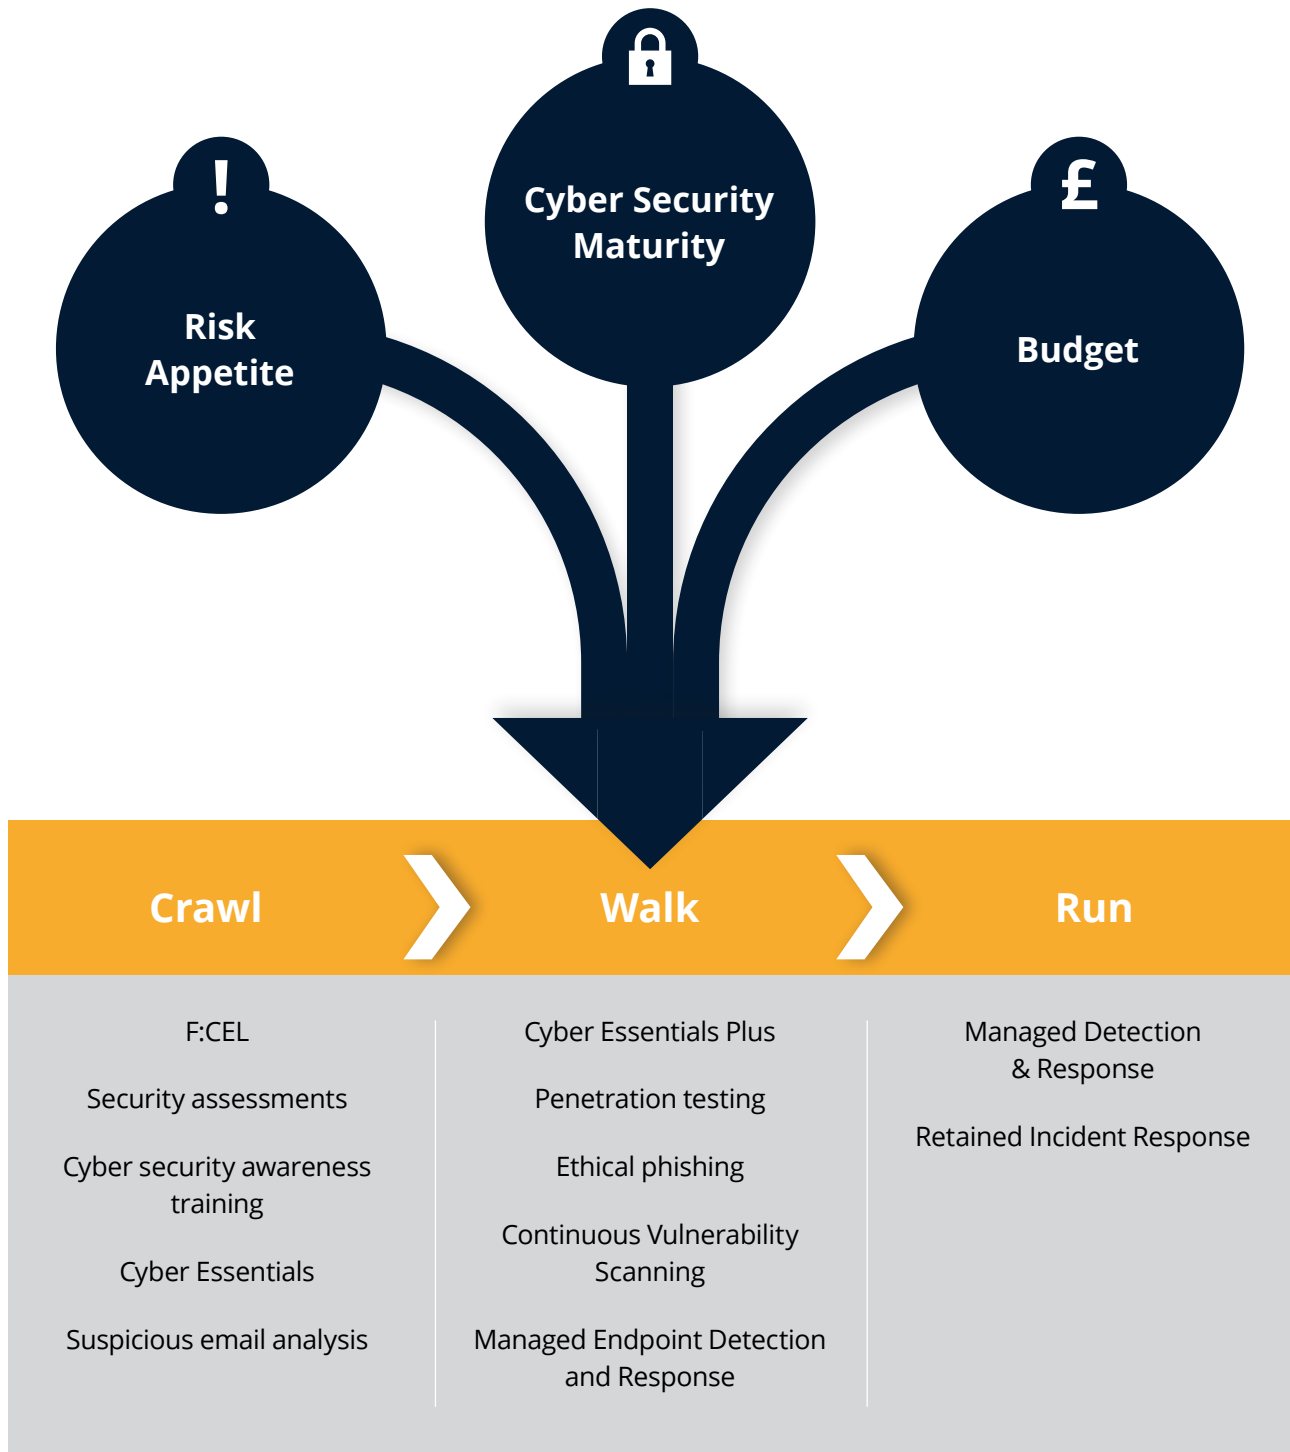 !
Risk
Appetite
Cyber Security
Maturity
£
Budget
Crawl
Walk
Run
F:CEL
Security assessments
Cyber security awareness
training
Cyber Essentials
Suspicious email analysis
Cyber Essentials Plus
Penetration testing
Ethical phishing
Continuous Vulnerability
Scanning
Managed Endpoint Detection
and Response
Managed Detection
& Response
Retained Incident Response